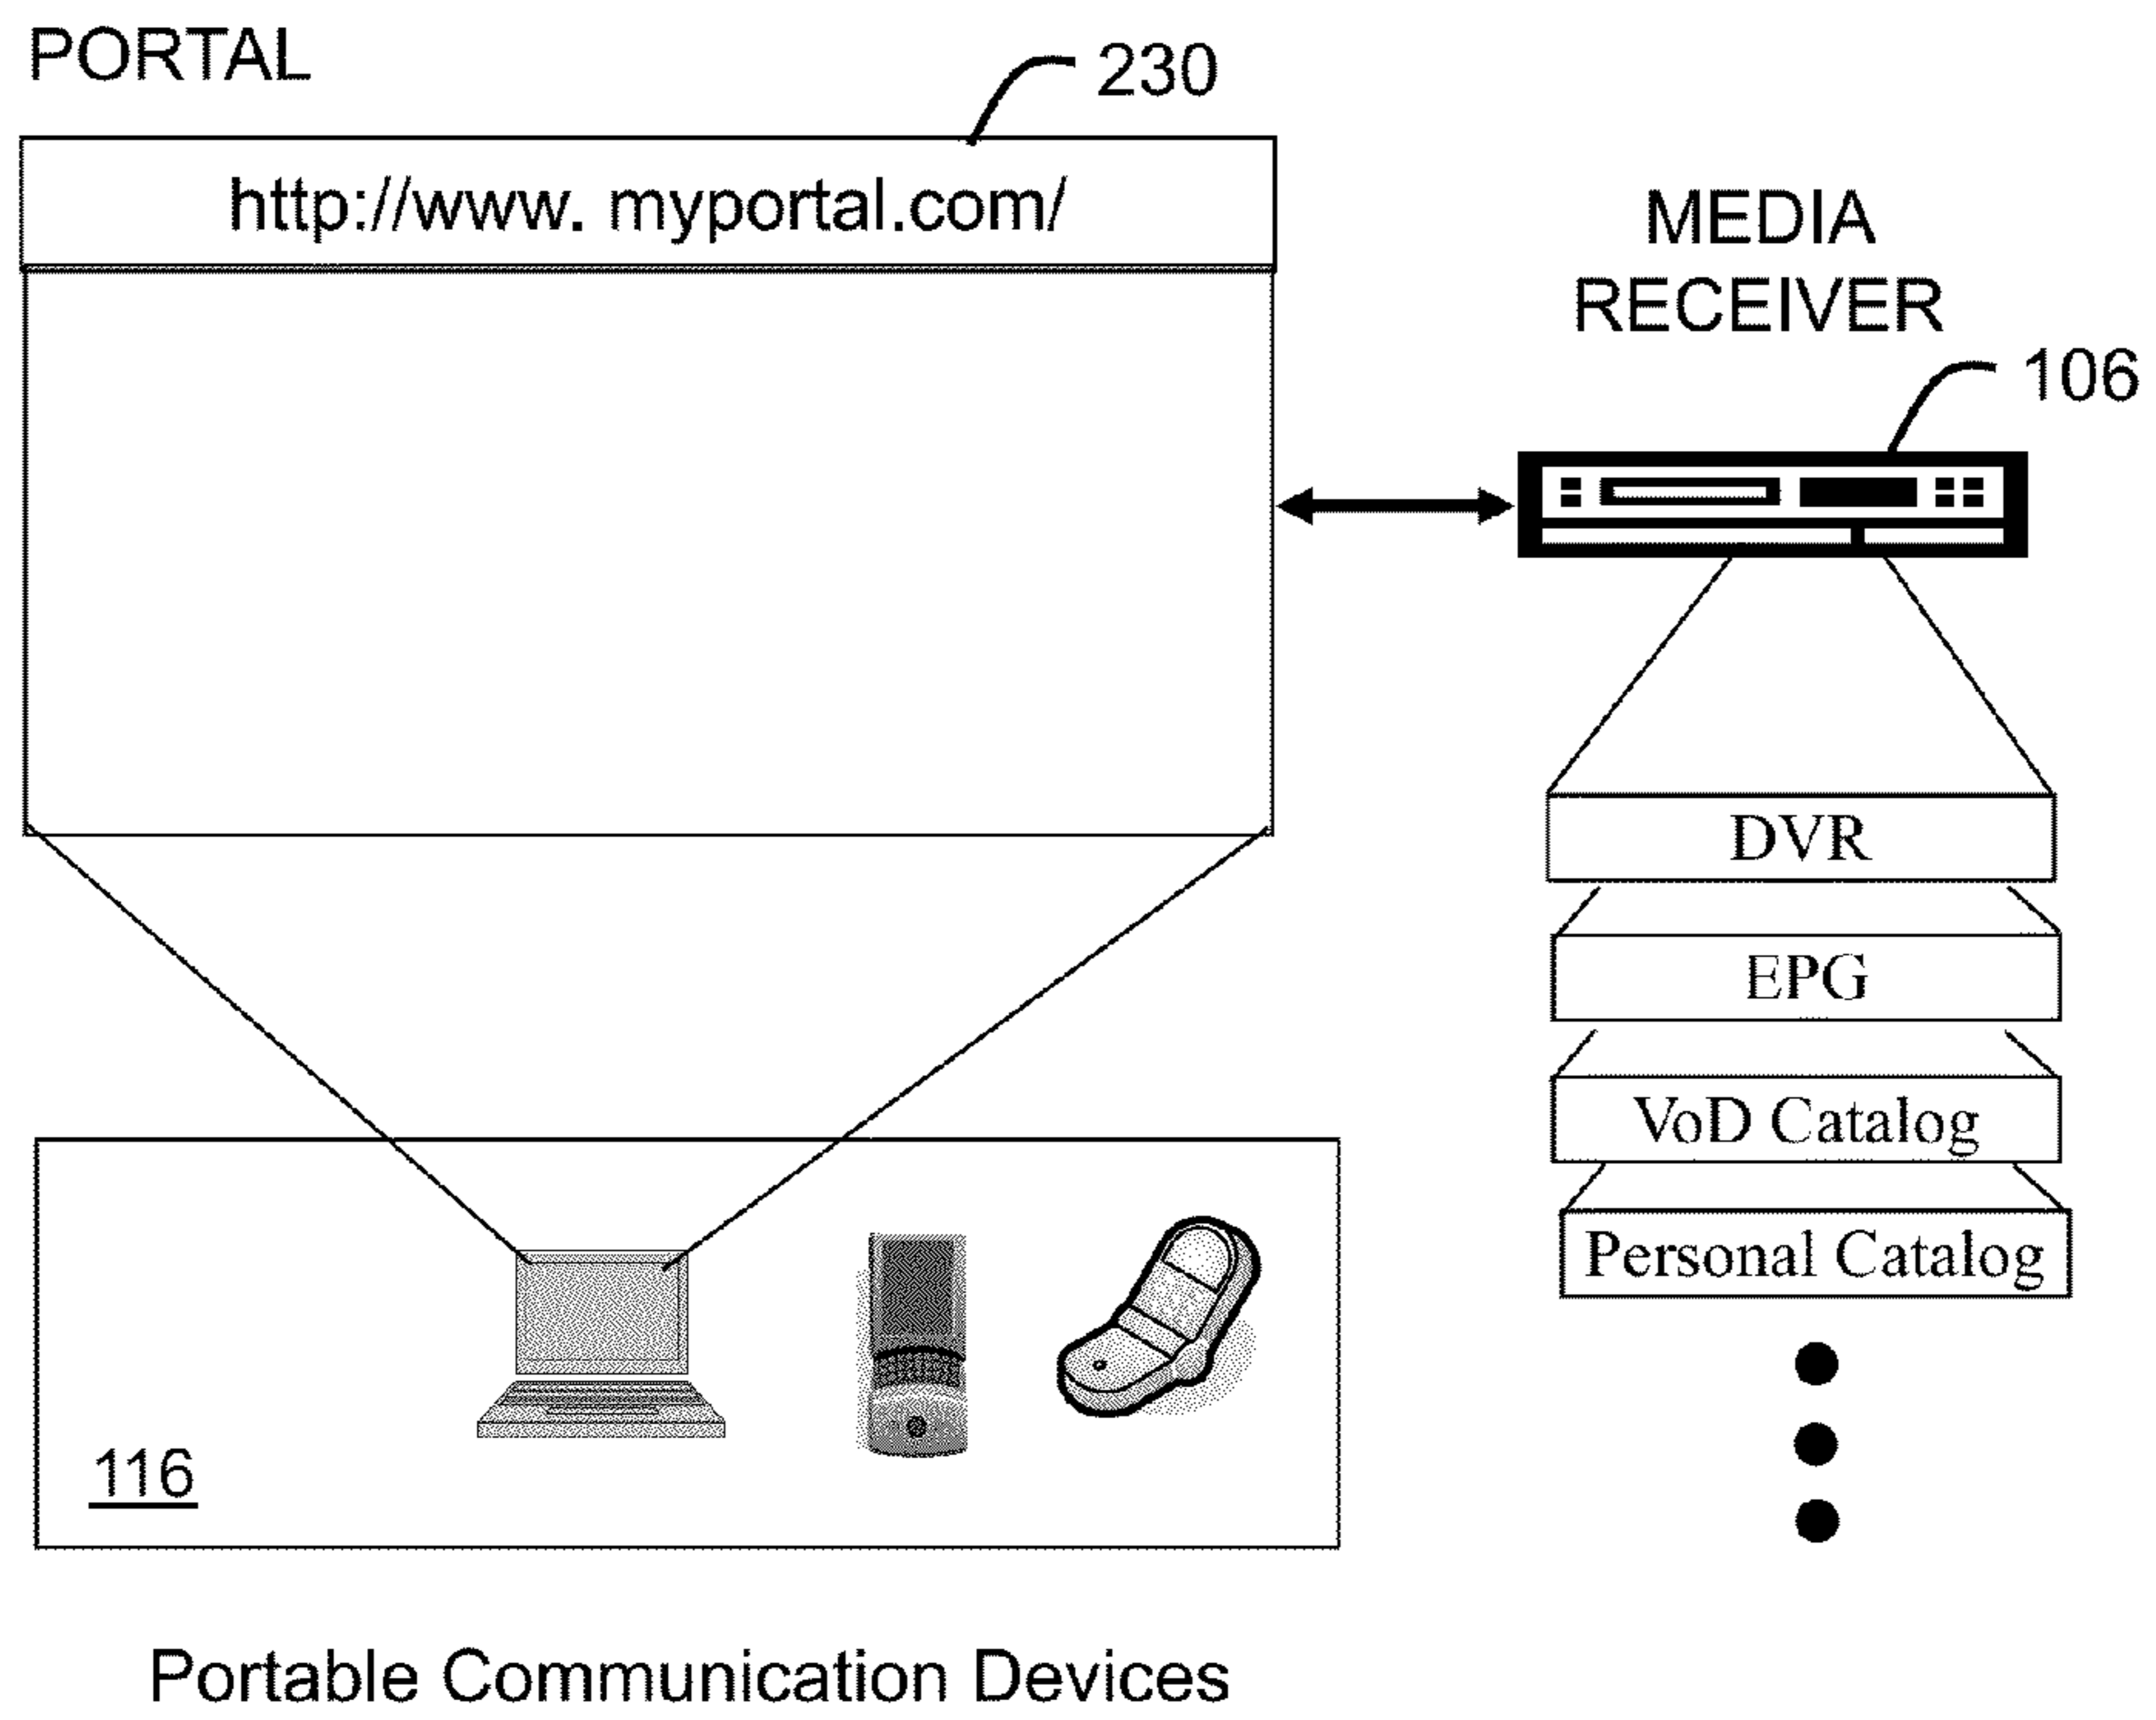 PORTAL
230
http://www. myportal.com/
MEDIA
RECEIVER
106
DVR
EPG
VoD Catalog
Personal Catalog
116
Portable Communication Devices